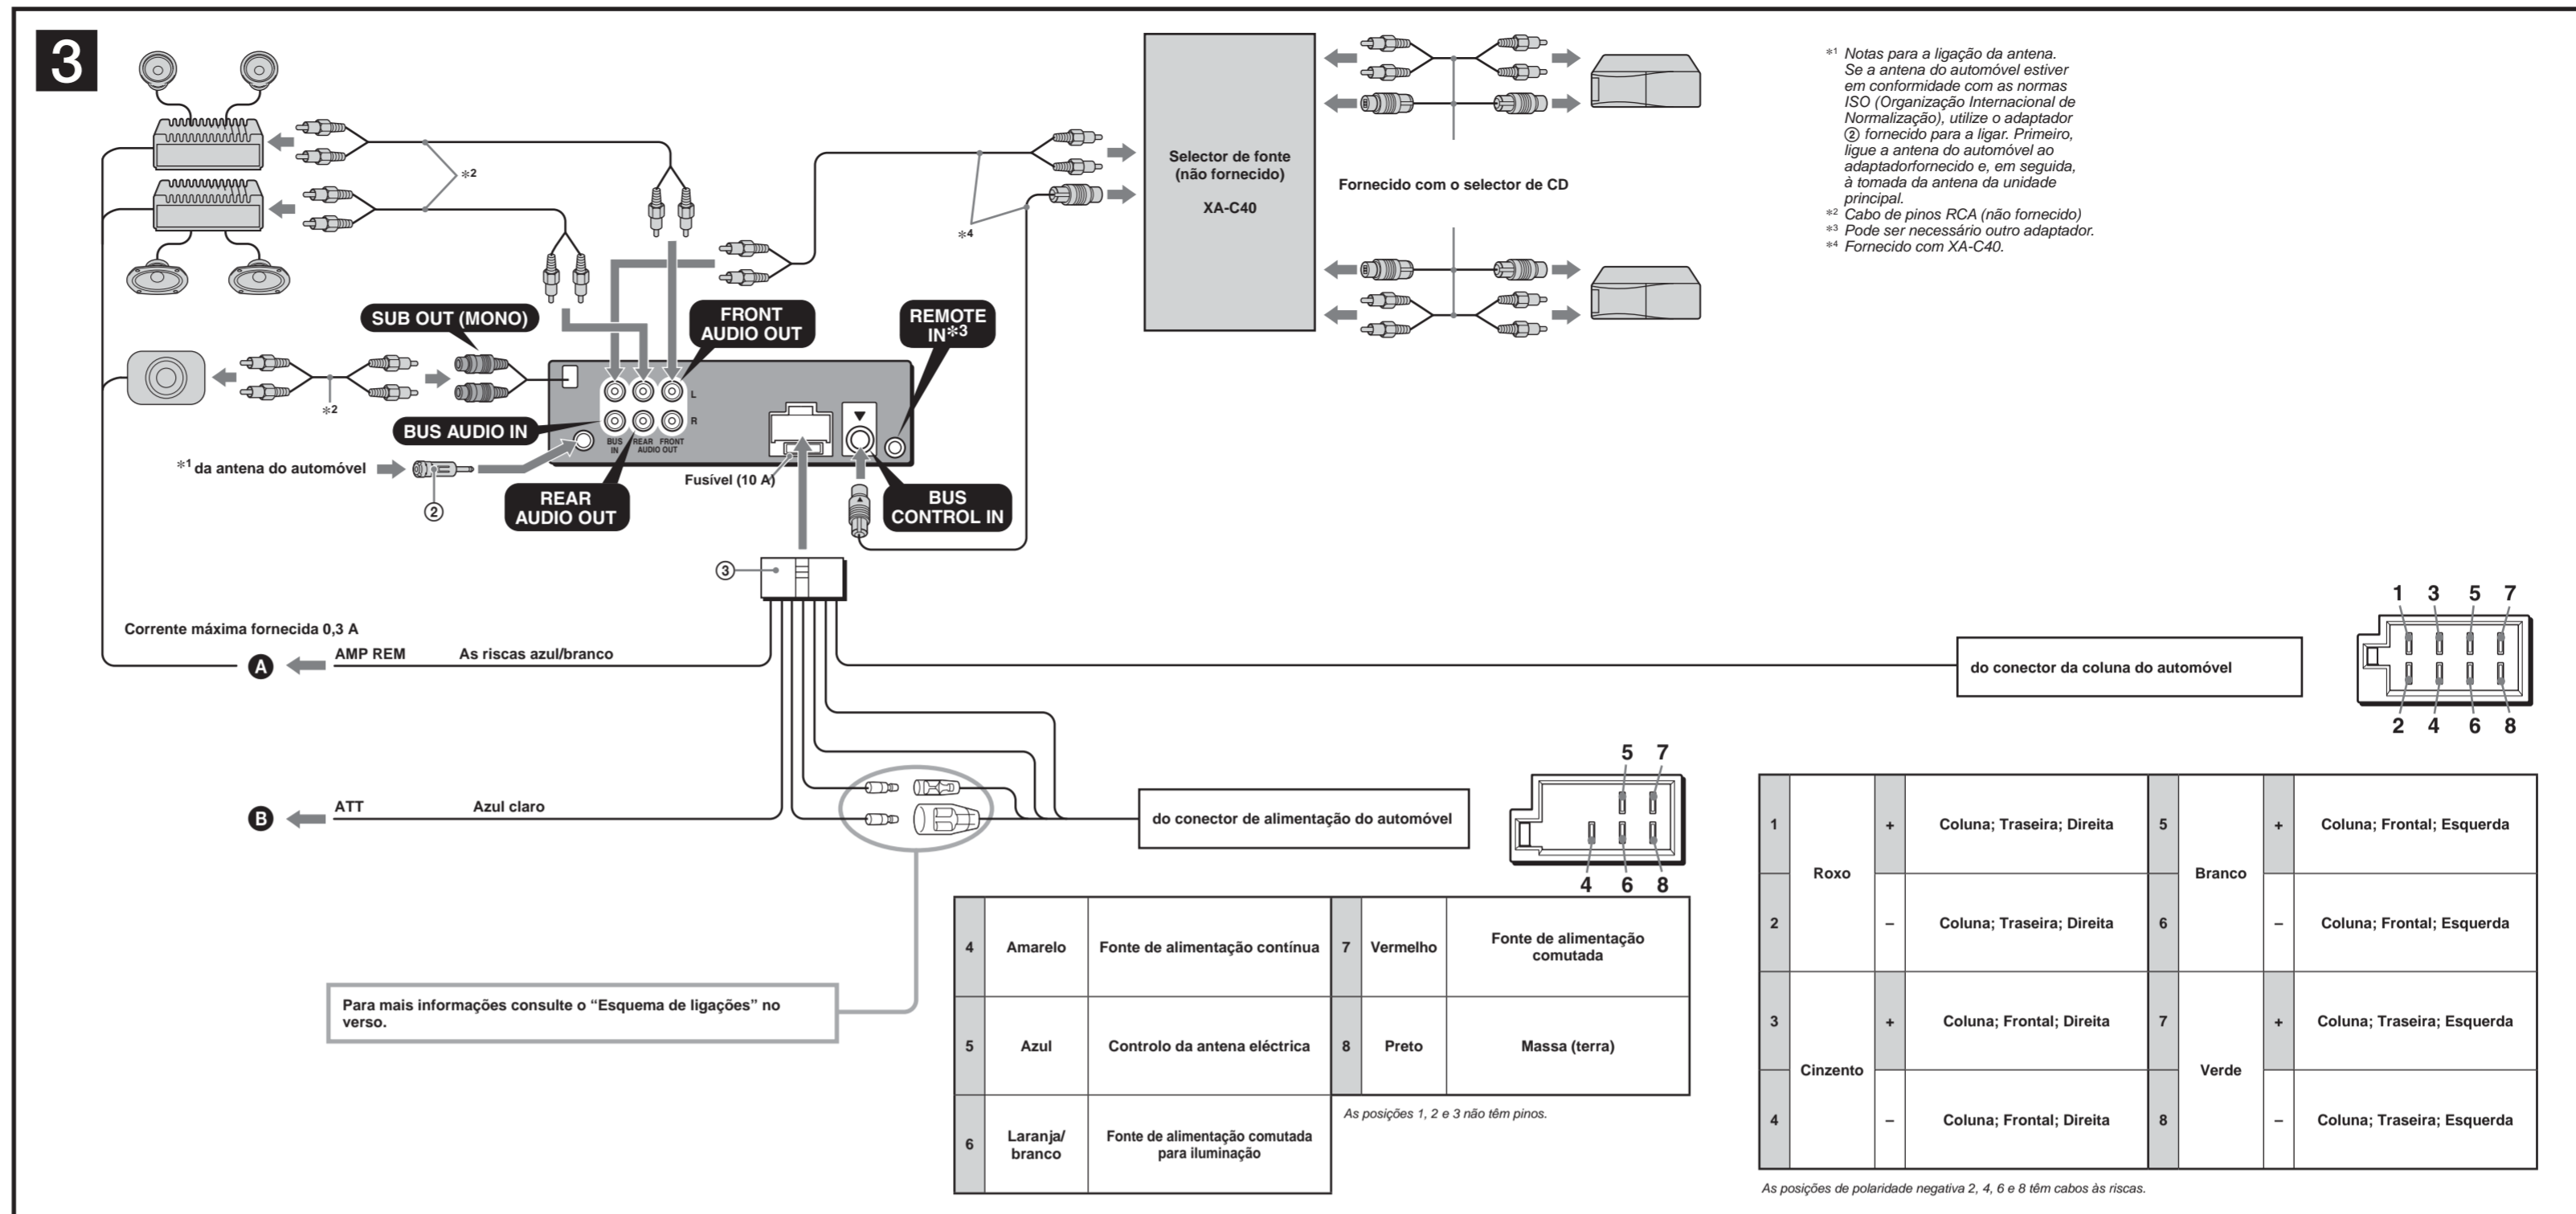 3
*2
*4
Selector de fonte
(não fornecido)
XA-C40
Fornecido com o selector de CD
*1 Notas para a ligação da antena.
Se a antena do automóvel estiver
em conformidade com as normas
ISO (Organização Internacional de
Normalização), utilize o adaptador
② fornecido para a ligar. Primeiro,
ligue a antena do automóvel ao
adaptadorfornecido e, em seguida,
à tomada da antena da unidade
principal.
*2 Cabo de pinos RCA (não fornecido)
*3 Pode ser necessário outro adaptador.
*4 Fornecido com XA-C40.
SUB OUT (MONO)
FRONT
AUDIO OUT
REMOTE
IN*3
*2
L
R
BUS AUDIO IN
BUS REAR FRONT
IN AUDIO OUT
*1 da antena do automóvel
②
REAR
AUDIO OUT
Fusível (10 A)
BUS
CONTROL IN
③
Corrente máxima fornecida 0,3 A
A AMP REM As riscas azul/branco
do conector da coluna do automóvel
1 3 5 7
2 4 6 8
B ATT Azul claro
do conector de alimentação do automóvel
5 7
4 6 8
Para mais informações consulte o “Esquema de ligações” no
verso.
4 Amarelo Fonte de alimentação contínua 7 Vermelho Fonte de alimentação
comutada
5 Azul Controlo da antena eléctrica 8 Preto Massa (terra)
6 Laranja/
branco Fonte de alimentação comutada
para iluminação
As posições 1, 2 e 3 não têm pinos.
1 + Coluna; Traseira; Direita 5 + Coluna; Frontal; Esquerda
Roxo Branco
2 – Coluna; Traseira; Direita 6 – Coluna; Frontal; Esquerda
3 + Coluna; Frontal; Direita 7 + Coluna; Traseira; Esquerda
Cinzento Verde
4 – Coluna; Frontal; Direita 8 – Coluna; Traseira; Esquerda
As posições de polaridade negativa 2, 4, 6 e 8 têm cabos às riscas.